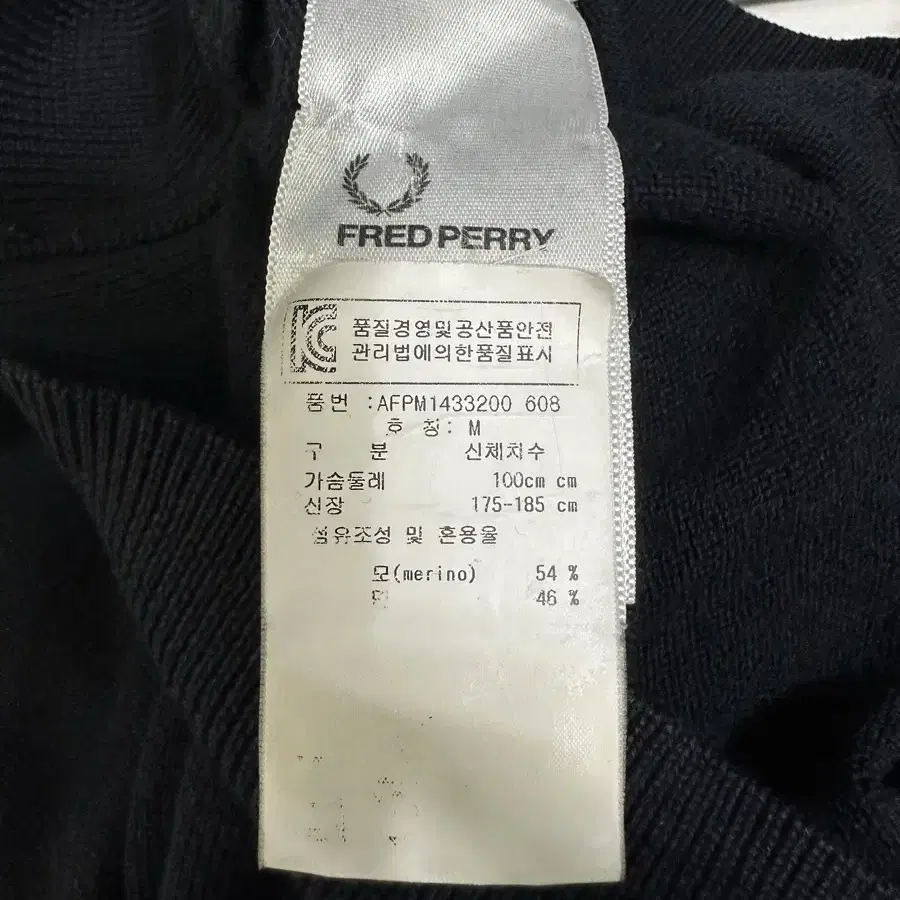 FRED PERRY
KC
품질경영및공산품안전
관리법에의한품질표시
품번 :AFPM1433200 608
호 칭: M
구 분 신체치수
가슴둘레 100cm cm
신장 175-185 cm
섬유조성 및 혼용율
모(merino) 54 %
46 %